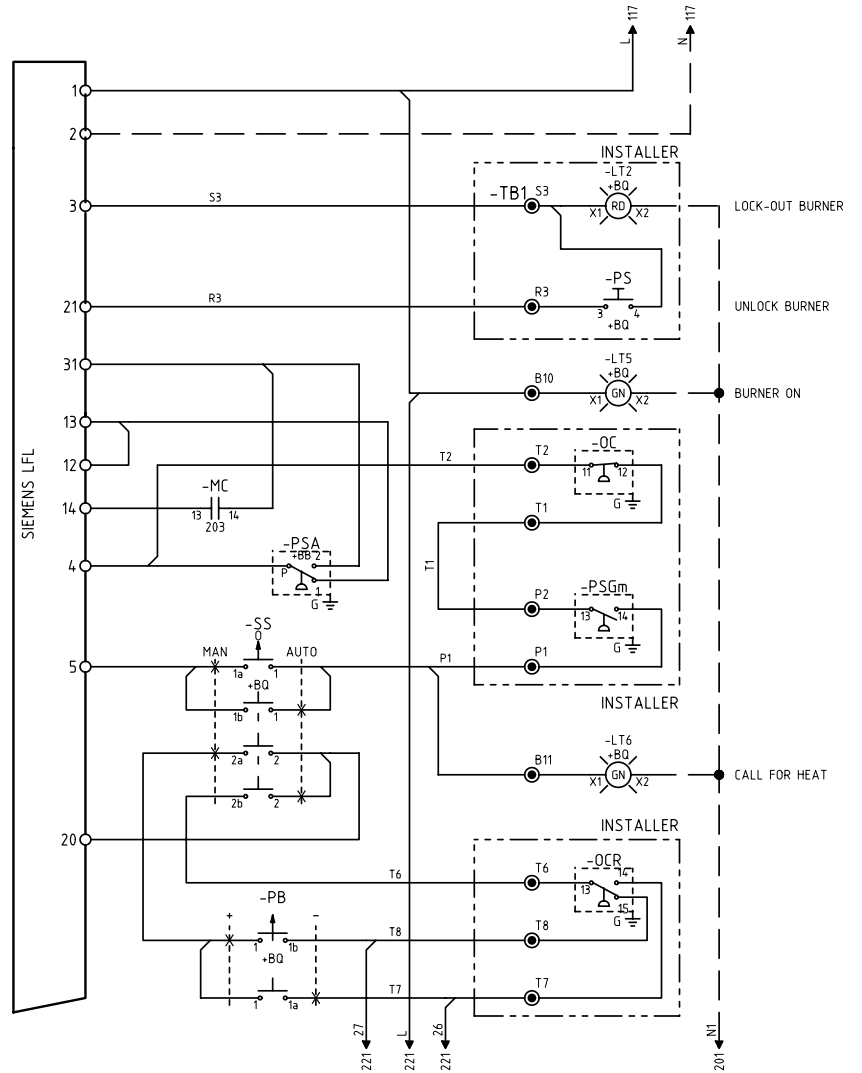 L 117
N 117
1
2
INSTALLER
-LT2
+BQ
3
S3
-TB1 S3
X1 RD X2
LOCK-OUT BURNER
-PS
21
R3
R3
3 4
UNLOCK BURNER
+BQ
31
-LT5
+BQ
B10
X1 GN X2
BURNER ON
13
-OC
12
T2
T2
11 12
SIEMENS LFL
-MC
G
14
13 14
203
T1
-PSA
+BB 2
4
P
1
G
T1
-PSGm
P2
13 14
-SS
0
MAN
AUTO
G
5
1a 1
P1
P1
+BQ
1b 1
INSTALLER
-LT6
+BQ
2a 2
B11
X1 GN X2
CALL FOR HEAT
2b 2
INSTALLER
20
-OCR
T6
T6
13
14
-PB
15
G
+
-
1 1b
T8
T8
+BQ
T7
T7
1 1a
27
221
L
221
26
221
N1
201